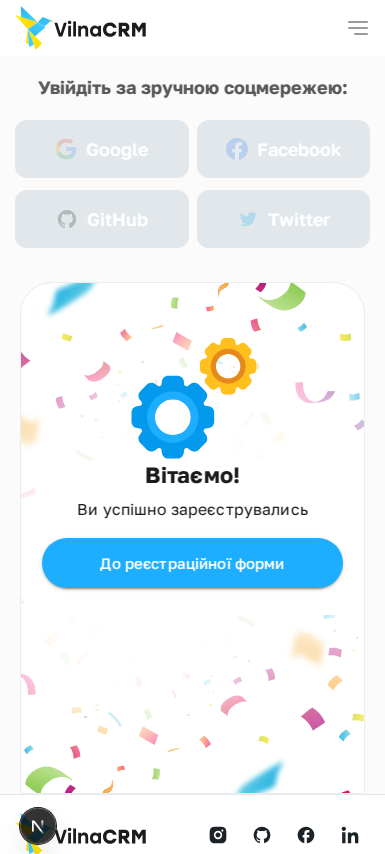 VilnaCRM
Увійдіть за зручною соцмережею:
Google
Facebook
GitHub
Twitter
Вітаємо!
Ви успішно зареєструвались
До реєстраційної форми
N
VilnaCRM